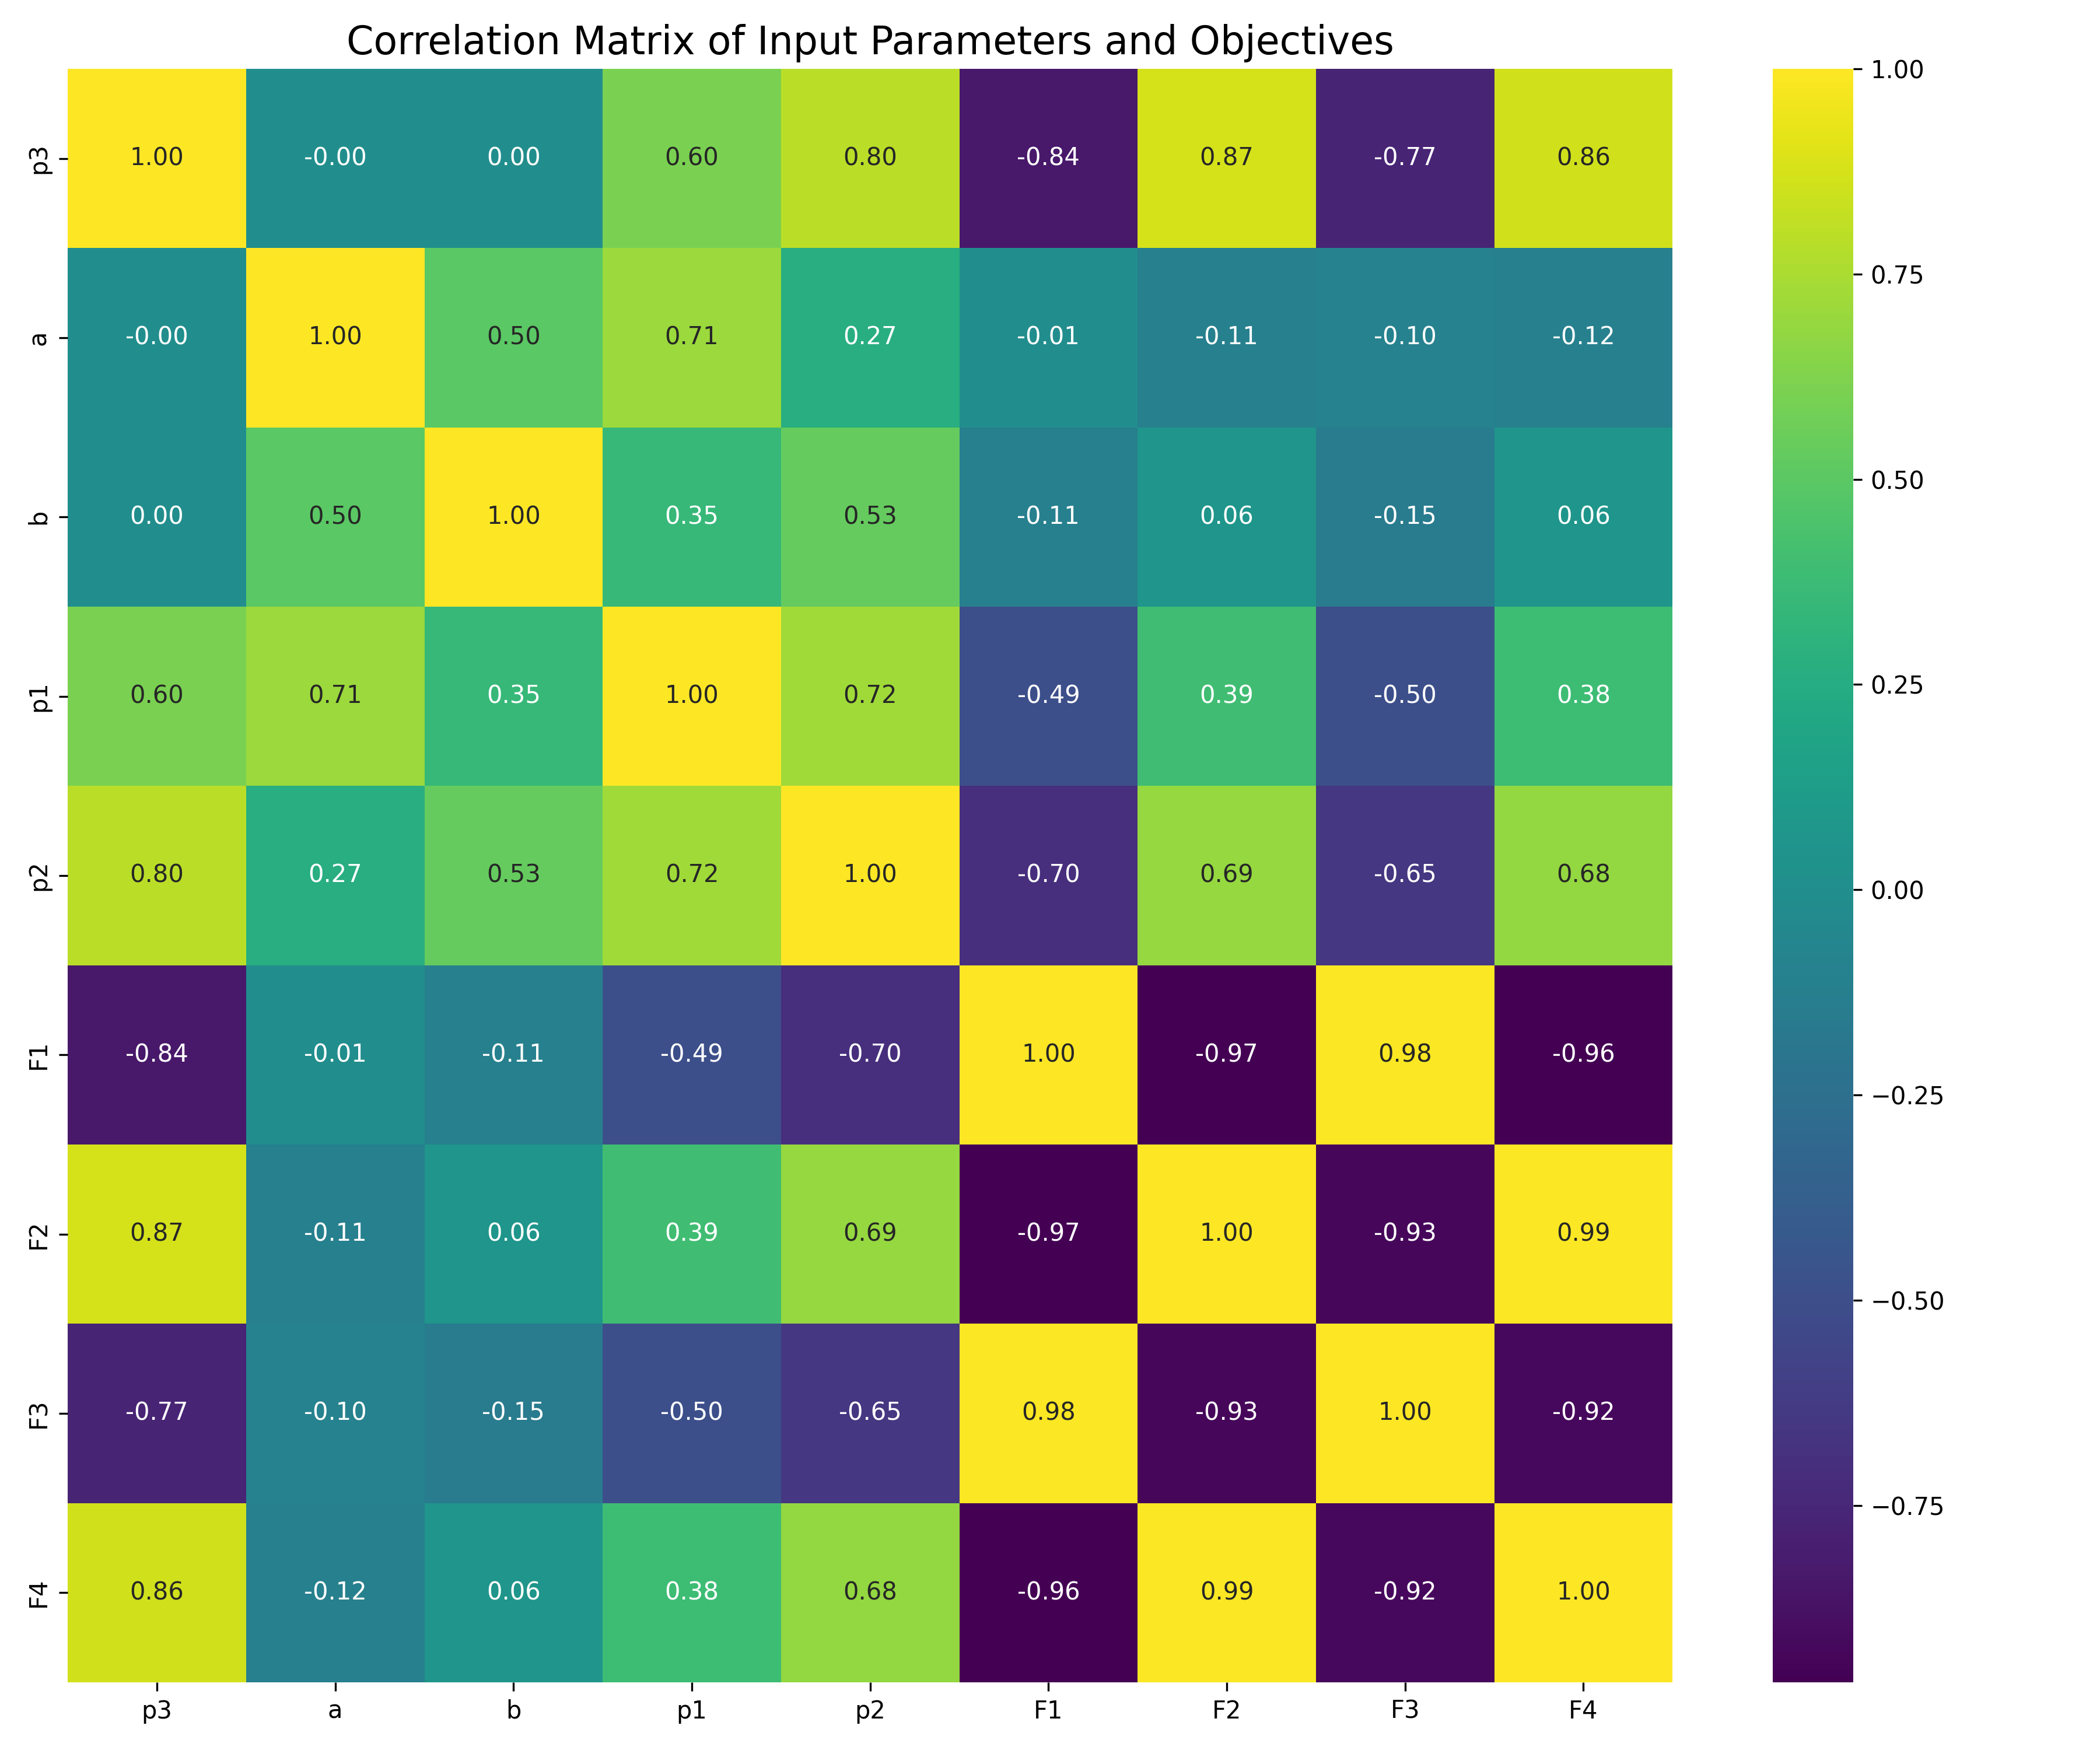 Correlation Matrix of Input Parameters and Objectives
1.00
p3 1.00 -0.00 0.00 0.60 0.80 -0.84 0.87 -0.77 0.86
0.75
a -0.00 1.00 0.50 0.71 0.27 -0.01 -0.11 -0.10 -0.12
0.50
b 0.00 0.50 1.00 0.35 0.53 -0.11 0.06 -0.15 0.06
0.25
p1 0.60 0.71 0.35 1.00 0.72 -0.49 0.39 -0.50 0.38
p2 0.80 0.27 0.53 0.72 1.00 -0.70 0.69 -0.65 0.68
0.00
F1 -0.84 -0.01 -0.11 -0.49 -0.70 1.00 -0.97 0.98 -0.96
−0.25
F2 0.87 -0.11 0.06 0.39 0.69 -0.97 1.00 -0.93 0.99
−0.50
F3 -0.77 -0.10 -0.15 -0.50 -0.65 0.98 -0.93 1.00 -0.92
−0.75
F4 0.86 -0.12 0.06 0.38 0.68 -0.96 0.99 -0.92 1.00
p3 a b p1 p2 F1 F2 F3 F4